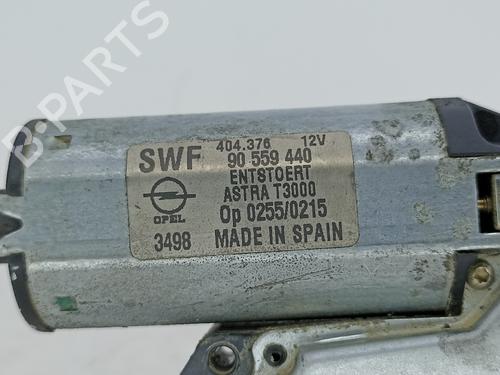 404.376 12V
SWF 90 559 440
ENTSTOERT
ASTRA T3000
OPEL Op 0255/0215
3498 MADE IN SPAIN
B-Parts